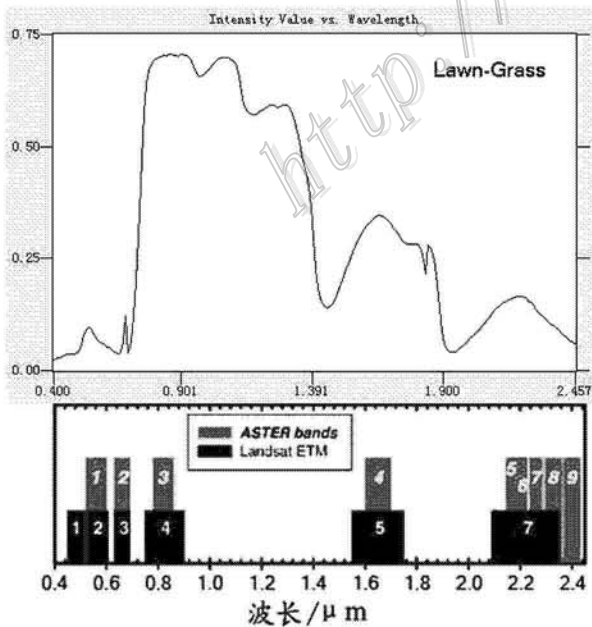 Intensity Value vs. Wavelength
0.75
Lawn-Grass
http://
0.50
0.25
0.00
0.400 0.901 1.391 1.900 2.457
ASTER bands
Landsat ETM
1 2 3 4 5 6 7 8 9
1 2 3 4 5 7
0.4 0.6 0.8 1.0 1.2 1.4 1.6 1.8 2.0 2.2 2.4
波长/μm